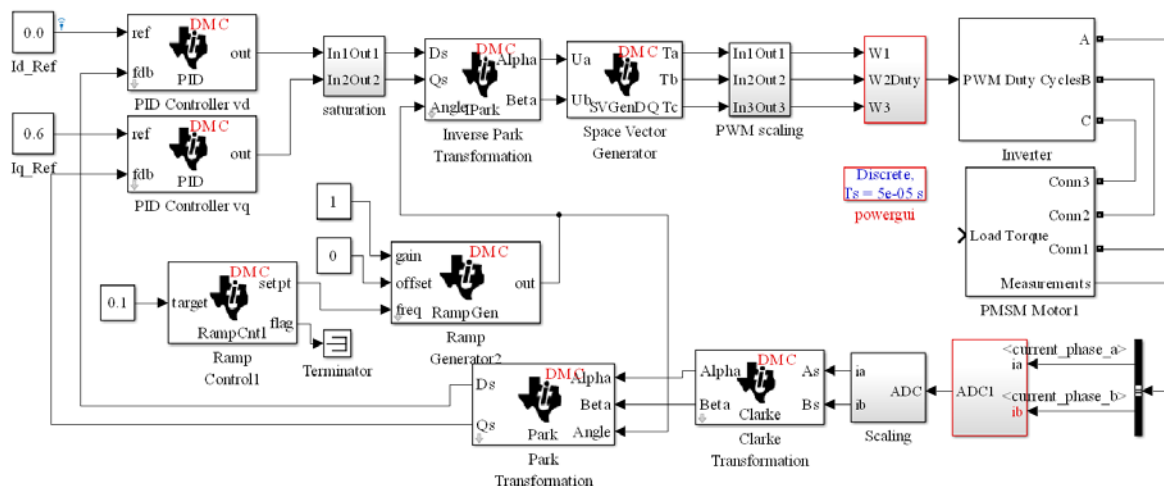 0.0
Id_Ref
ref
DMC
out
fdb
PID
PID Controller vd
0.6
Iq_Ref
ref
DMC
out
fdb
PID
PID Controller vq
In1Out1
In2Out2
saturation
Ds
DMC
Alpha
Qs
Beta
Angle
IPark
Inverse Park
Transformation
Ua
DMC
Ta
Tb
Ub
SVGenDQ
Tc
Space Vector
Generator
In1Out1
In2Out2
In3Out3
PWM scaling
W1
W2Duty
W3
A
PWM Duty CyclesB
C
Inverter
Discrete,
Ts = 5e-05 s
powergui
Conn3
Conn2
Load Torque
Conn1
Measurements
PMSM Motor1
1
0
gain
DMC
offset
out
freq
RampGen
Ramp
Generator2
0.1
DMC
setpt
target
flag
RampCnt1
Ramp
Control1
Terminator
Ds
DMC
Alpha
Beta
Qs
Park
Angle
Park
Transformation
Alpha
DMC
As
Beta
Bs
Clarke
Clarke
Transformation
ia
ADC
ib
Scaling
<current_phase_a>
ia
ADC1
<current_phase_b>
ib